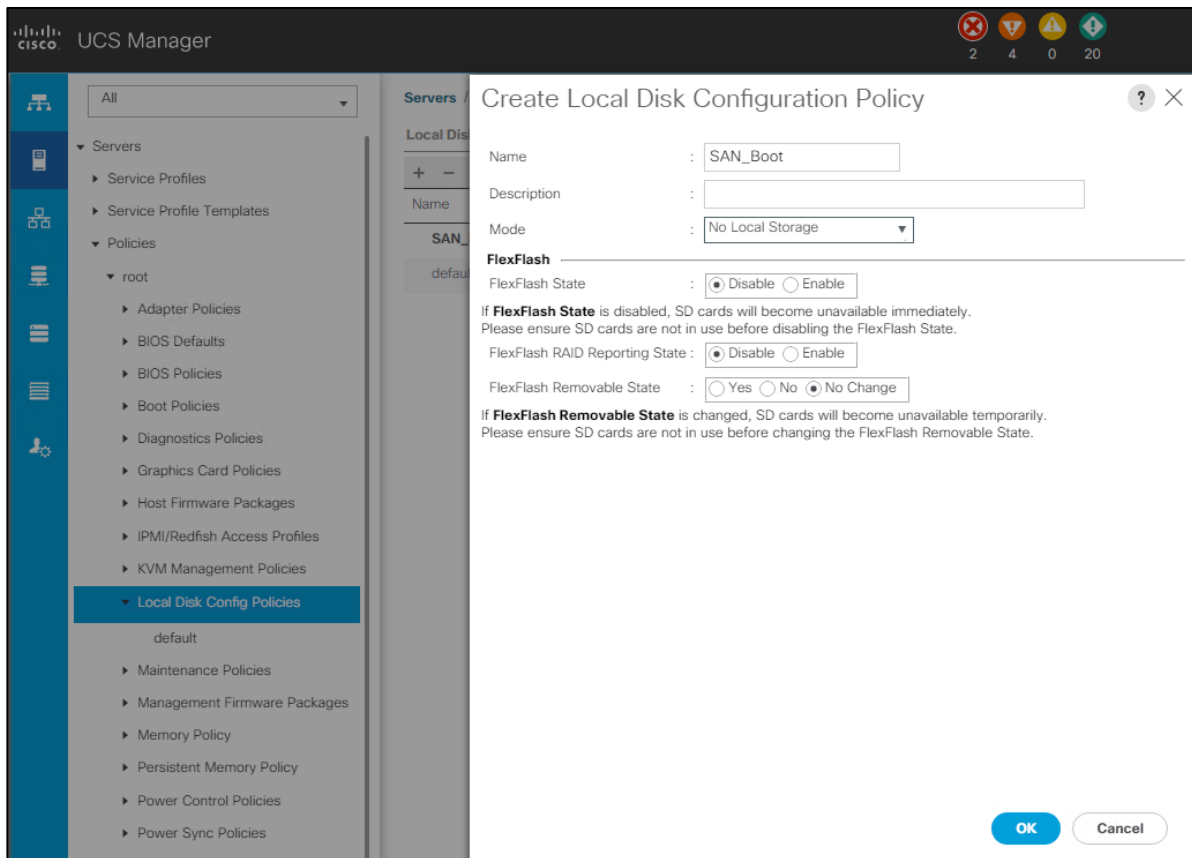 cisco.
UCS Manager
2 4 0 20
All
Servers
Service Profiles
Service Profile Templates
Policies
root
Adapter Policies
BIOS Defaults
BIOS Policies
Boot Policies
Diagnostics Policies
Graphics Card Policies
Host Firmware Packages
IPMI/Redfish Access Profiles
KVM Management Policies
Local Disk Config Policies
default
Maintenance Policies
Management Firmware Packages
Memory Policy
Persistent Memory Policy
Power Control Policies
Power Sync Policies
Servers /
Local Dis
+ −
Name
SAN_
defau
Create Local Disk Configuration Policy
? ×
Name : SAN_Boot
Description :
Mode : No Local Storage
FlexFlash
FlexFlash State : Disable Enable
If FlexFlash State is disabled, SD cards will become unavailable immediately.
Please ensure SD cards are not in use before disabling the FlexFlash State.
FlexFlash RAID Reporting State : Disable Enable
FlexFlash Removable State : Yes No No Change
If FlexFlash Removable State is changed, SD cards will become unavailable temporarily.
Please ensure SD cards are not in use before changing the FlexFlash Removable State.
OK Cancel